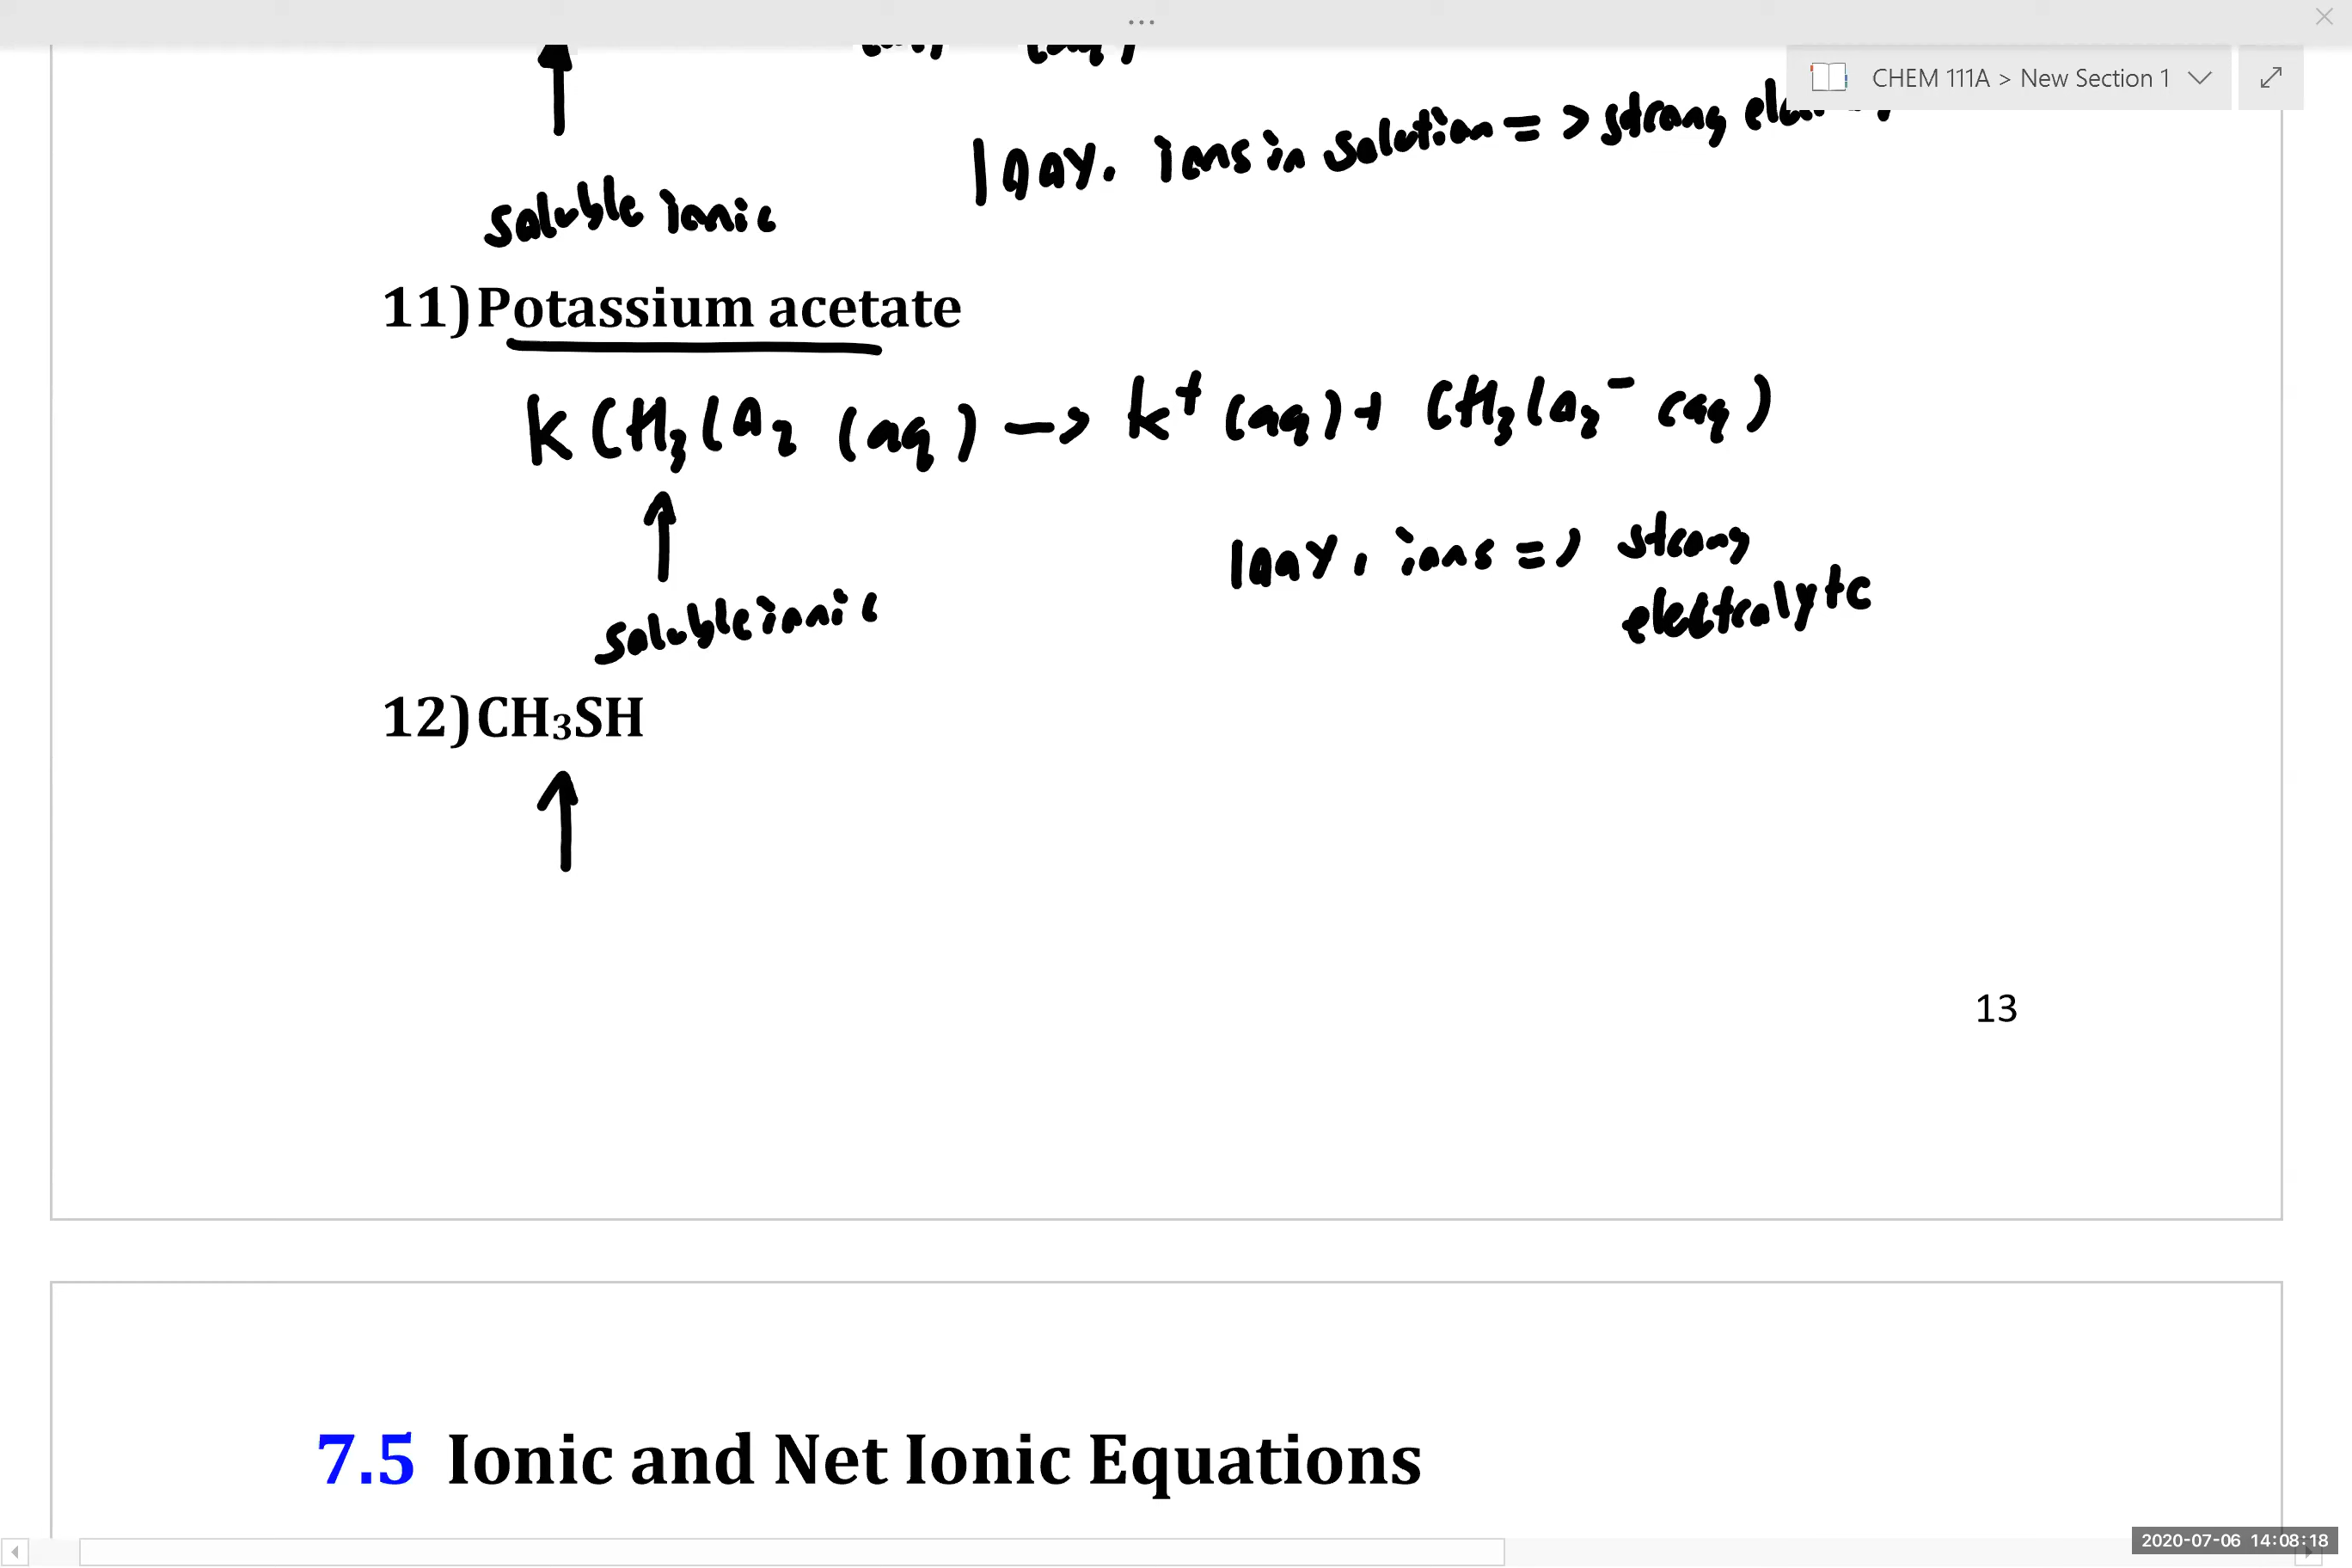 CHEM 111A > New Section 1
100%. ions in solution => strong
soluble ionic
11)Potassium acetate
KCH₃CO₂ (aq) → K⁺ (aq) + CH₃CO₂⁻ (aq)
100%. ions => strong
electrolyte
soluble ionic
12)CH₃SH
13
7.5 Ionic and Net Ionic Equations
2020-07-06 14:08:18